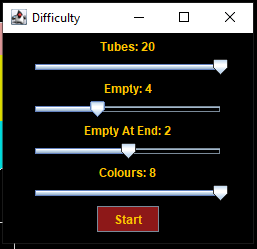 Difficulty
Tubes: 20
Empty: 4
Empty At End: 2
Colours: 8
Start